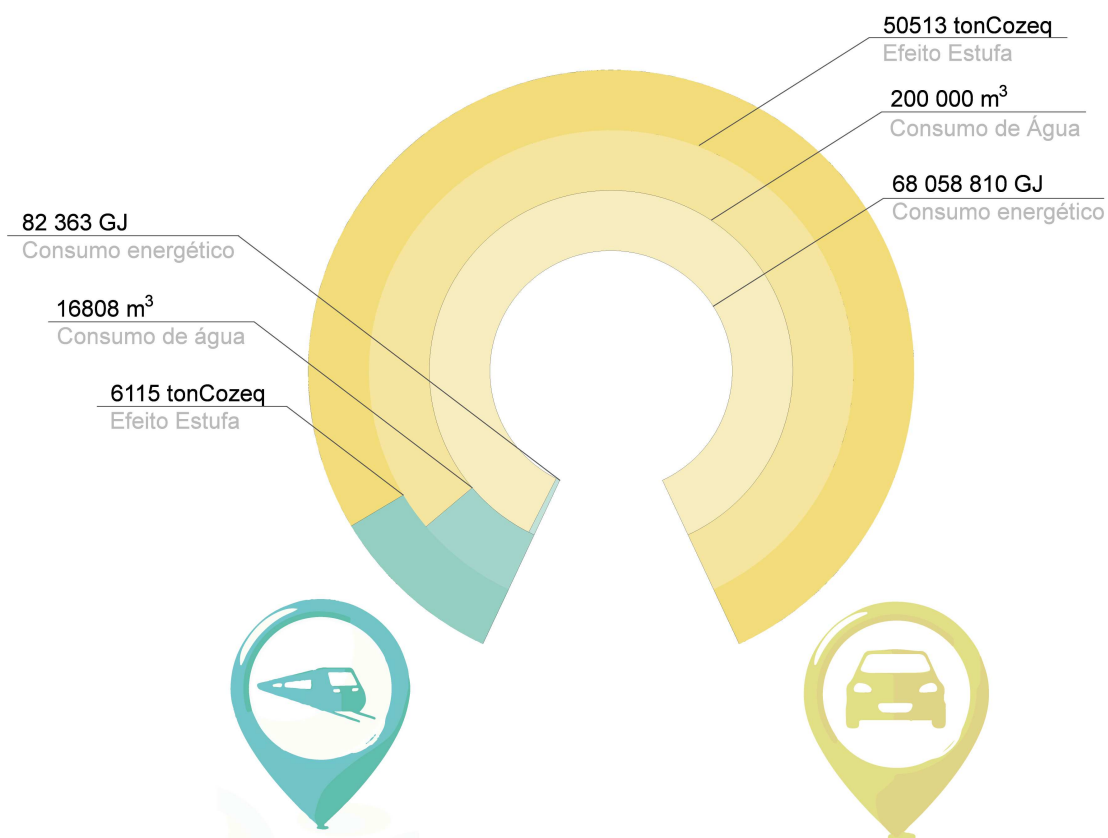 50513 tonCozeq
Efeito Estufa
200 000 m³
Consumo de Água
68 058 810 GJ
Consumo energético
82 363 GJ
Consumo energético
16808 m³
Consumo de água
6115 tonCozeq
Efeito Estufa